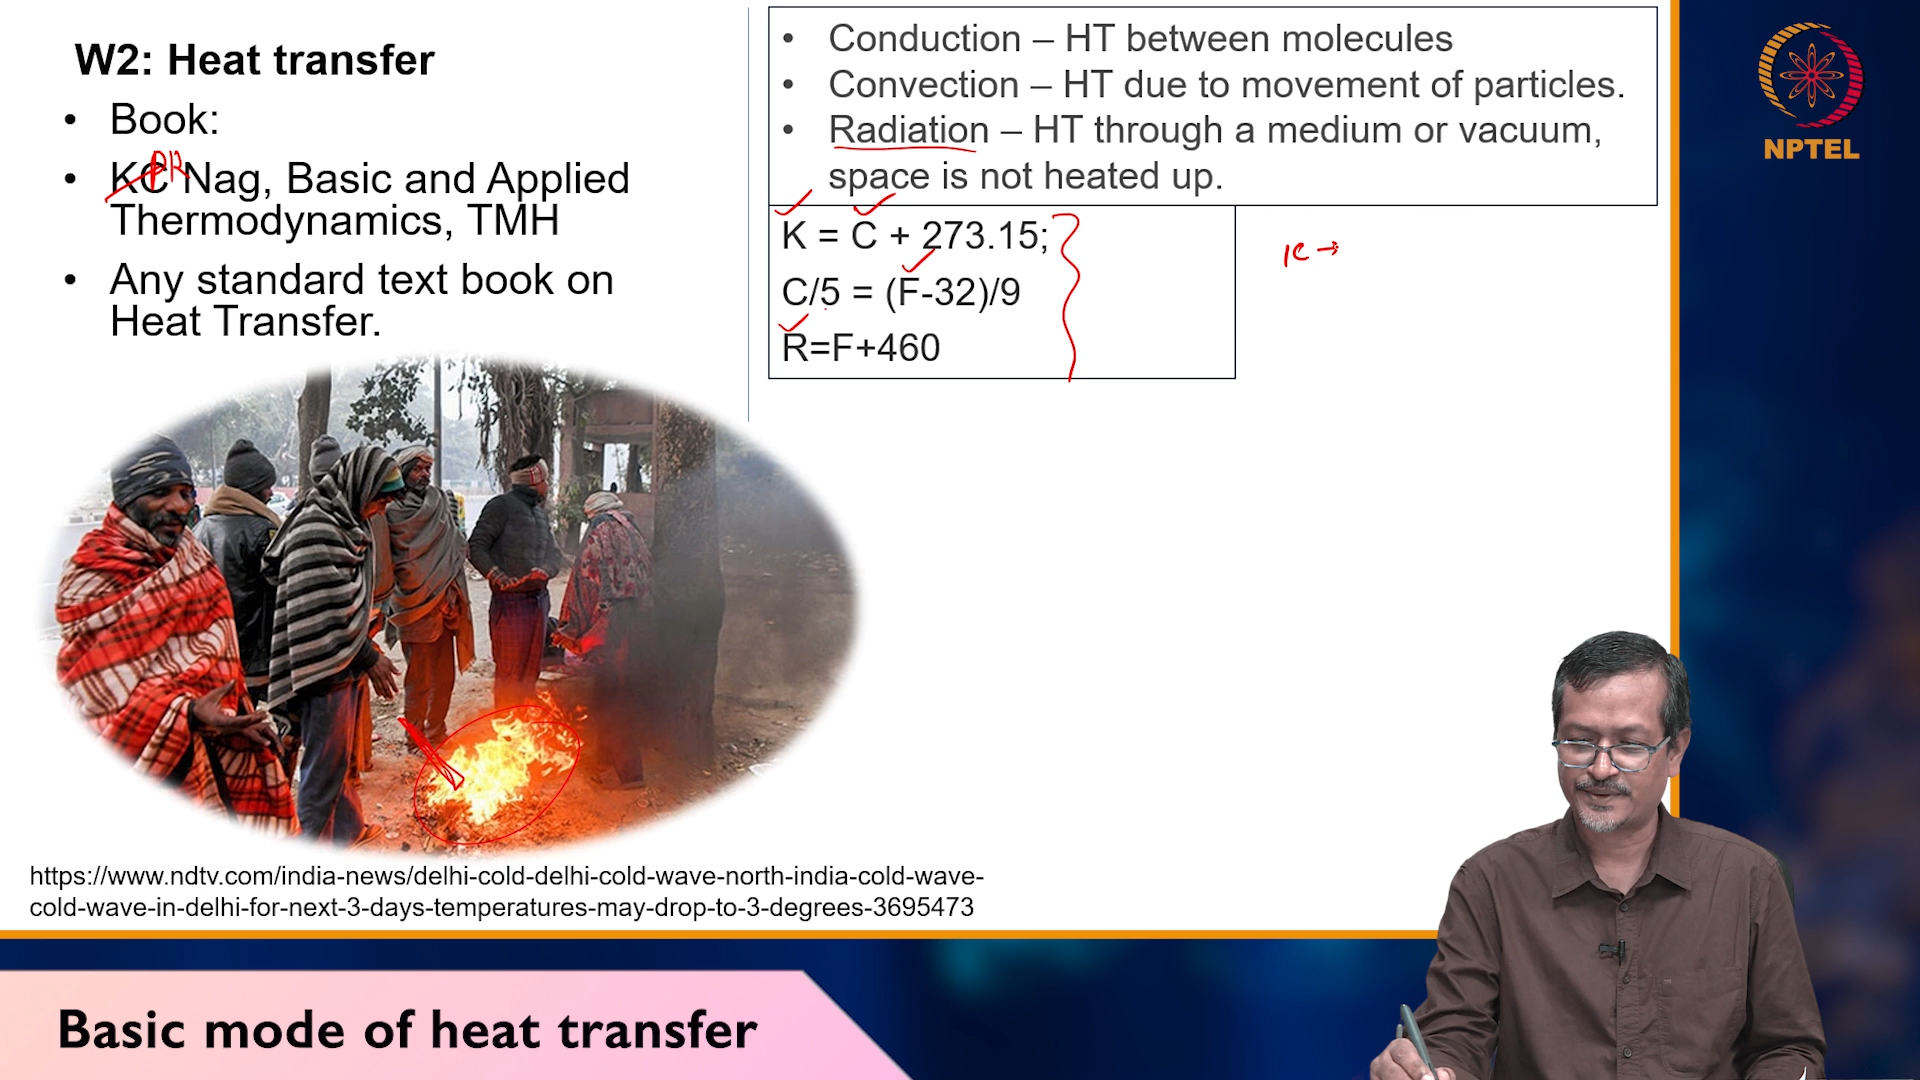 W2: Heat transfer
• Book:
• KC PK Nag, Basic and Applied
Thermodynamics, TMH
• Any standard text book on
Heat Transfer.
• Conduction – HT between molecules
• Convection – HT due to movement of particles.
• Radiation – HT through a medium or vacuum,
space is not heated up.
K = C + 273.15;
C/5 = (F-32)/9
R=F+460
K →
NPTEL
https://www.ndtv.com/india-news/delhi-cold-delhi-cold-wave-north-india-cold-wave-
cold-wave-in-delhi-for-next-3-days-temperatures-may-drop-to-3-degrees-3695473
Basic mode of heat transfer